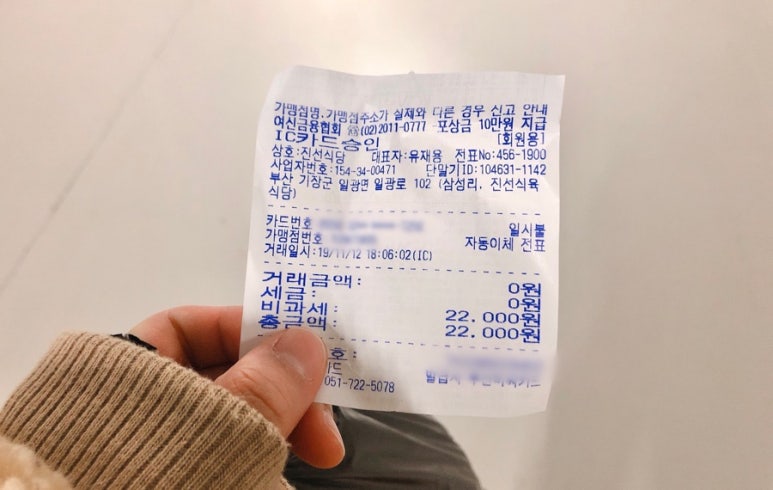 가맹점명,가맹점주소가 실제와 다른 경우 신고 안내
여신금융협회 ☎(02)2011-0777 포상금 10만원 지급
IC카드승인 [회원용]
상호:진선식당 대표자:유재용 전표No:456-1900
사업자번호:154-34-00471 단말기ID:104631-1142
부산 기장군 일광면 일광로 102 (삼성리, 진선식육
식당)
카드번호 일시불
가맹점번호 자동이체 전표
거래일시:19/11/12 18:06:02(IC)
거래금액: 0원
세금: 0원
비과세: 22.000원
총금액: 22.000원
호:
카드
051-722-5078